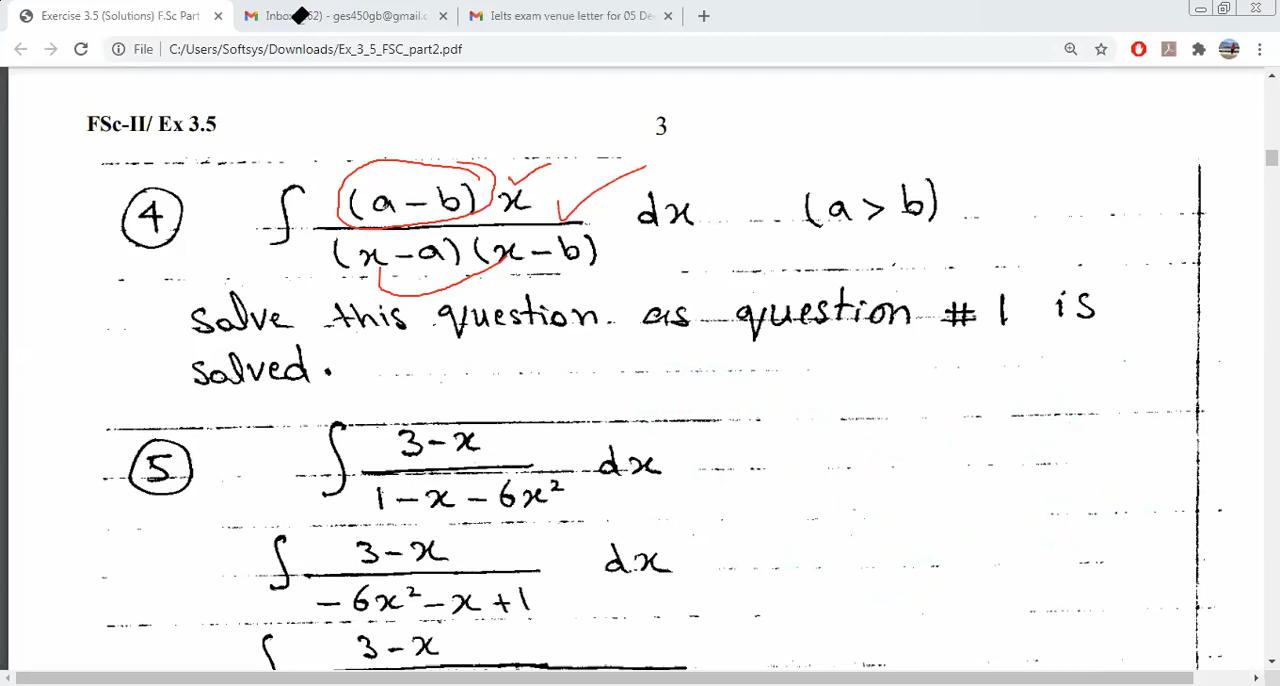 Exercise 3.5 (Solutions) F.Sc Part
Inbox 62) - ges450gb@gmail.c
Ielts exam venue letter for 05 De
File C:/Users/Softsys/Downloads/Ex_3_5_FSC_part2.pdf
FSc-II/ Ex 3.5
3
④ ∫ (a-b) x / (x-a)(x-b) dx (a > b)
solve this question as question # 1 is
solved.
⑤ ∫ 3-x / 1-x-6x² dx
∫ 3-x / -6x²-x+1 dx
∫ 3-x